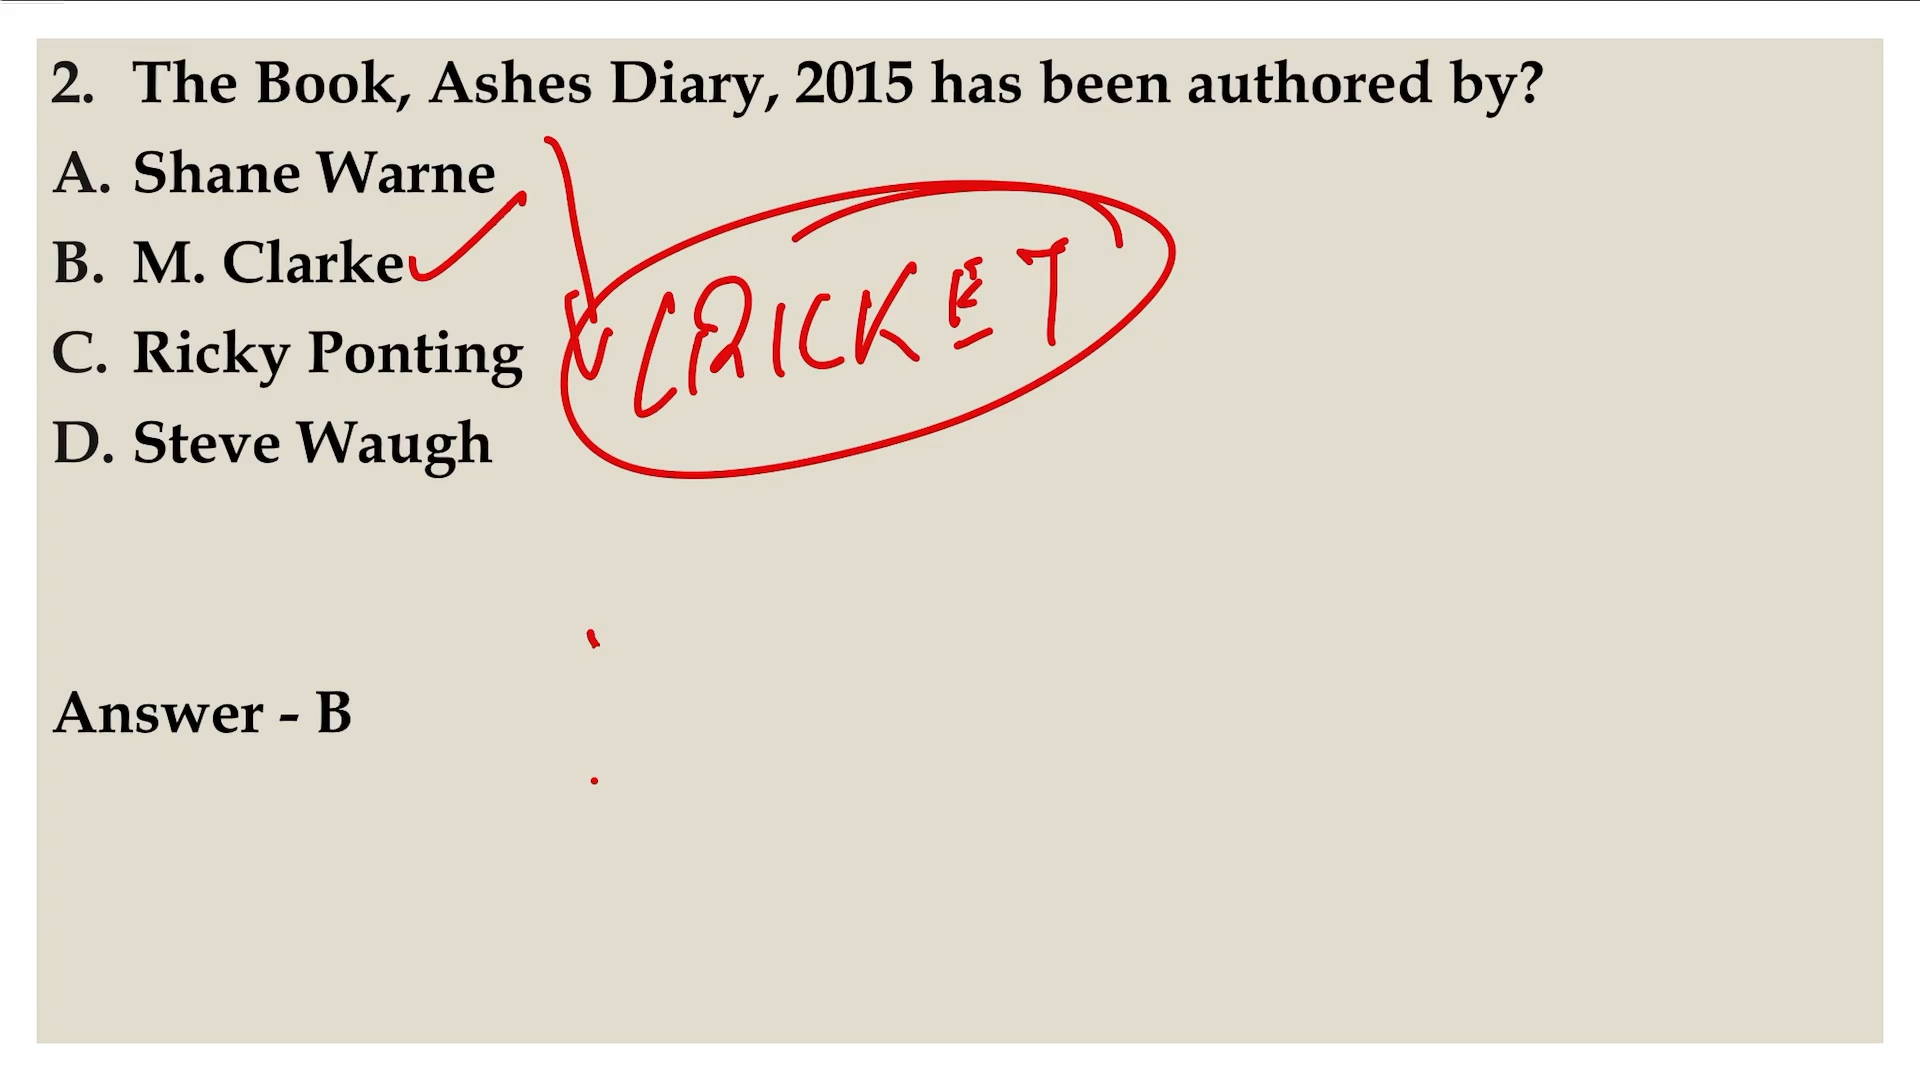 2. The Book, Ashes Diary, 2015 has been authored by?
A. Shane Warne
B. M. Clarke
CRICKET
C. Ricky Ponting
D. Steve Waugh
Answer - B